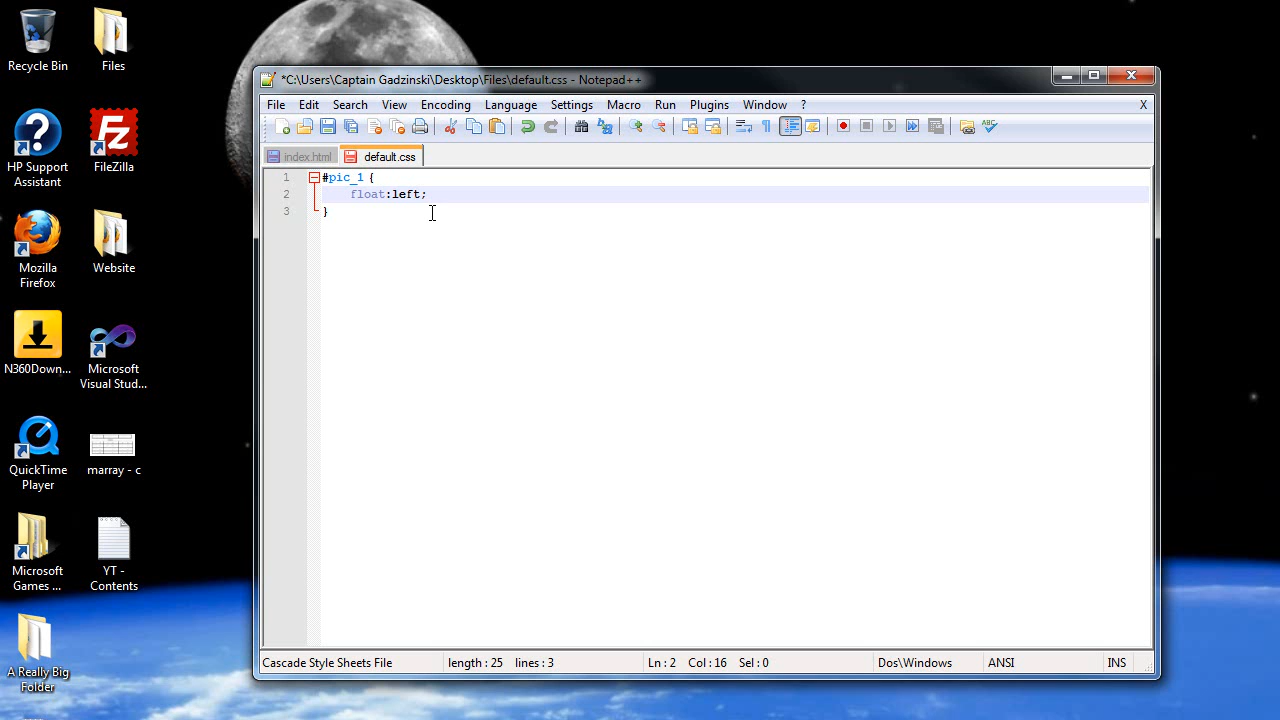 Recycle Bin
Files
HP Support
Assistant
FileZilla
Mozilla
Firefox
Website
N360Down...
Microsoft
Visual Stud...
QuickTime
Player
marray - c
Microsoft
Games ...
YT -
Contents
A Really Big
Folder
*C:\Users\Captain Gadzinski\Desktop\Files\default.css - Notepad++
File Edit Search View Encoding Language Settings Macro Run Plugins Window ? X
index.html default.css
1 #pic_1 {
2 float:left;
3 }
Cascade Style Sheets File length : 25 lines : 3 Ln : 2 Col : 16 Sel : 0 Dos\Windows ANSI INS